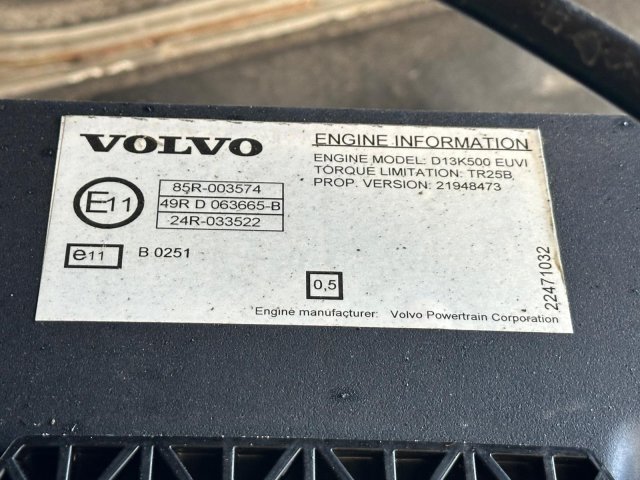 VOLVO
ENGINE INFORMATION
ENGINE MODEL: D13K500 EUVI
TORQUE LIMITATION: TR25B,
PROP. VERSION: 21948473
E11
85R-003574
49R D 063665-B
24R-033522
e11 B 0251
0,5
22471032
Engine manufacturer: Volvo Powertrain Corporation